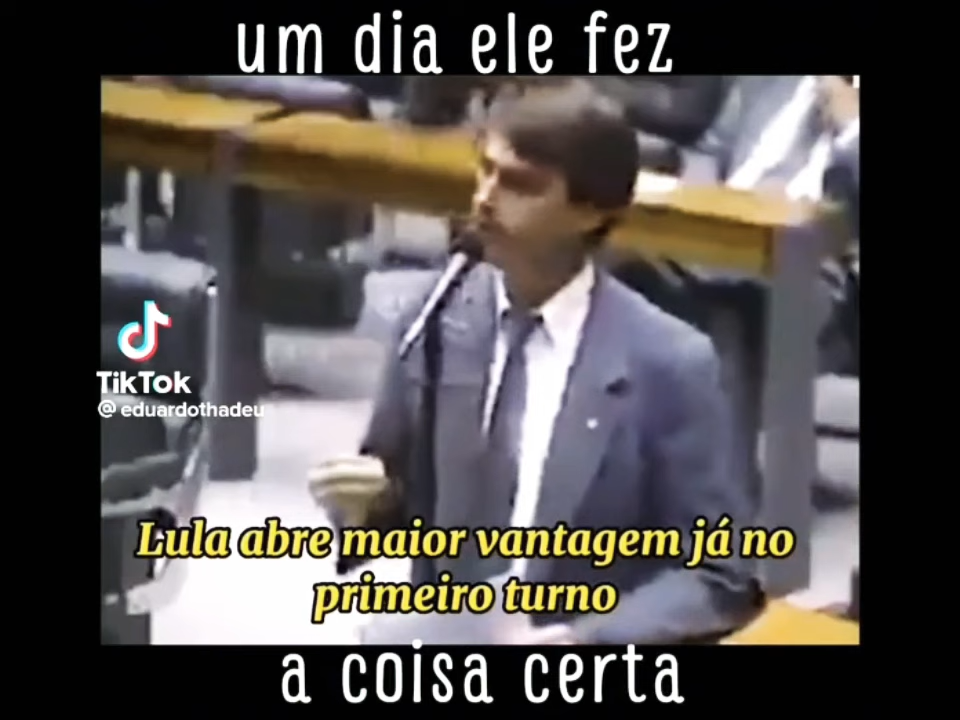 um dia ele fez
TikTok
@eduardothadeu
Lula abre maior vantagem já no
primeiro turno
a coisa certa